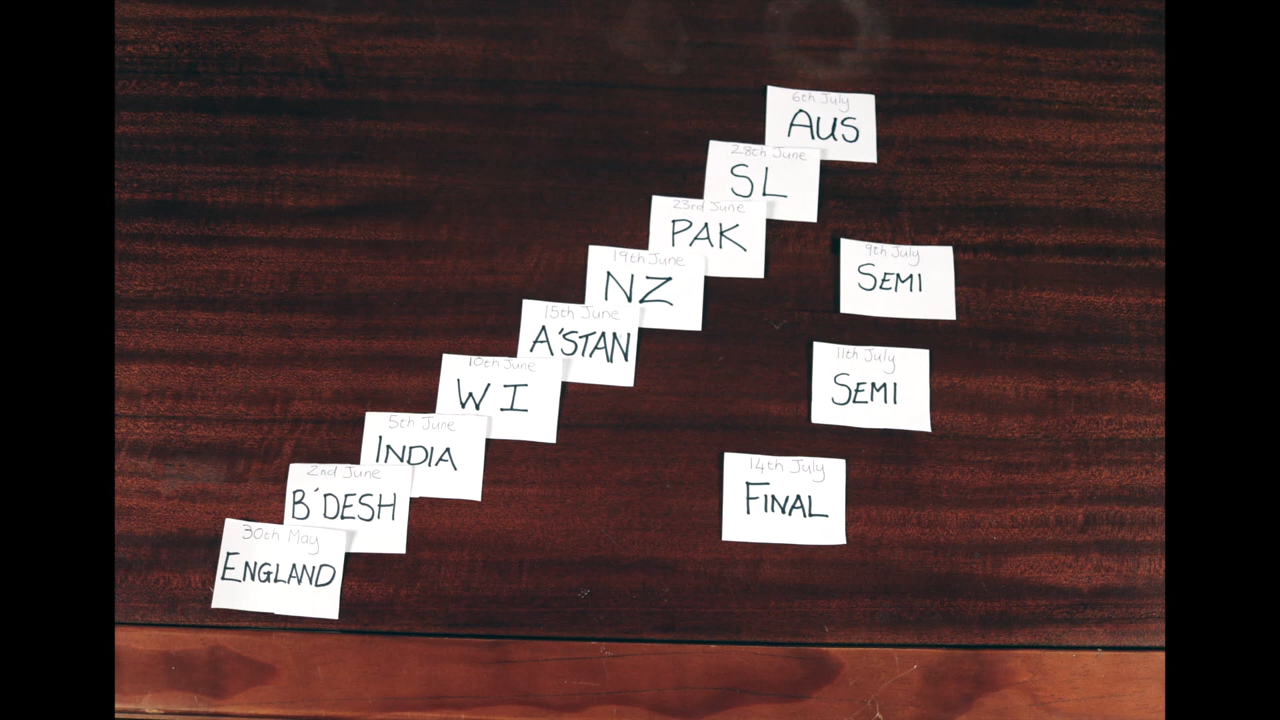 6th July
AUS
28th June
SL
23rd June
PAK
19th June
NZ
15th June
A'STAN
10th June
WI
5th June
INDIA
2nd June
B'DESH
30th May
ENGLAND
9th July
SEMI
11th July
SEMI
14th July
FINAL